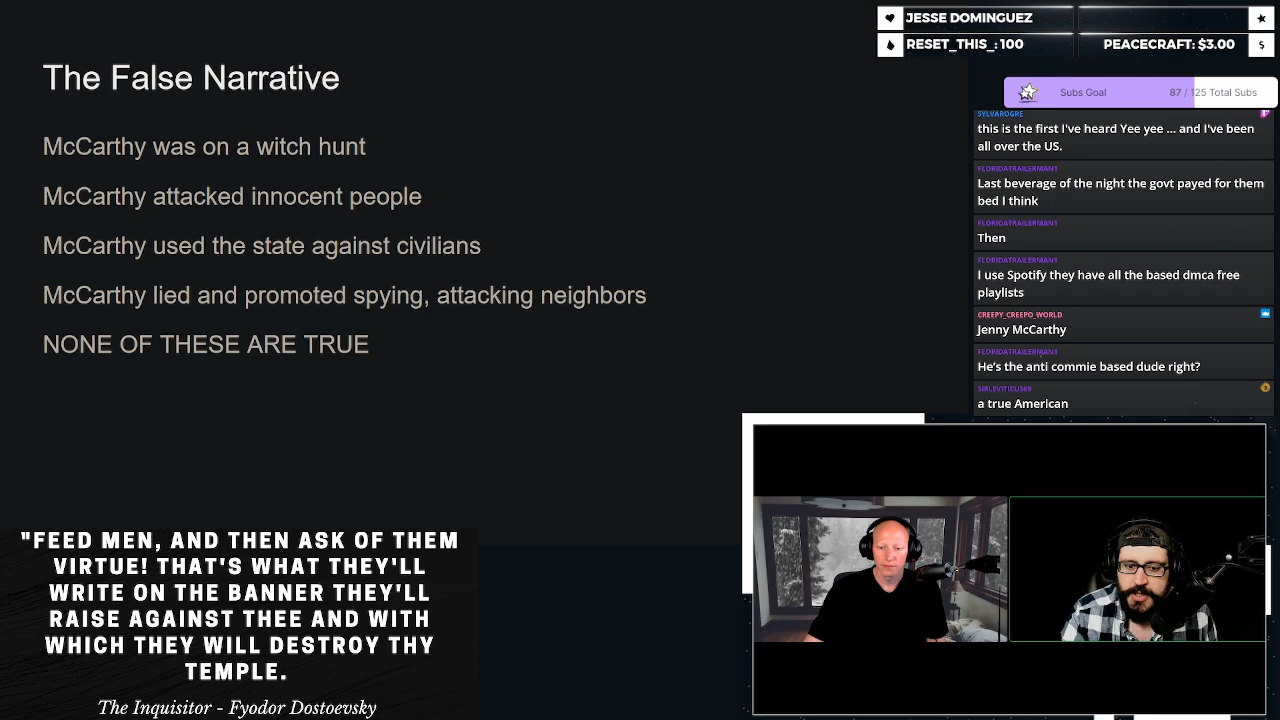 The False Narrative
McCarthy was on a witch hunt
McCarthy attacked innocent people
McCarthy used the state against civilians
McCarthy lied and promoted spying, attacking neighbors
NONE OF THESE ARE TRUE
JESSE DOMINGUEZ
RESET_THIS_: 100
PEACECRAFT: $3.00
Subs Goal
87 / 125 Total Subs
SYLVAROGRE
this is the first I've heard Yee yee ... and I've been
all over the US.
FLORIDATRAILERMAN1
Last beverage of the night the govt payed for them
bed I think
FLORIDATRAILERMAN1
Then
FLORIDATRAILERMAN1
I use Spotify they have all the based dmca free
playlists
CREEPY_CREEPO_WORLD
Jenny McCarthy
FLORIDATRAILERMAN1
He's the anti commie based dude right?
SIRLEVITICUS69
a true American
"FEED MEN, AND THEN ASK OF THEM
VIRTUE! THAT'S WHAT THEY'LL
WRITE ON THE BANNER THEY'LL
RAISE AGAINST THEE AND WITH
WHICH THEY WILL DESTROY THY
TEMPLE.
The Inquisitor - Fyodor Dostoevsky